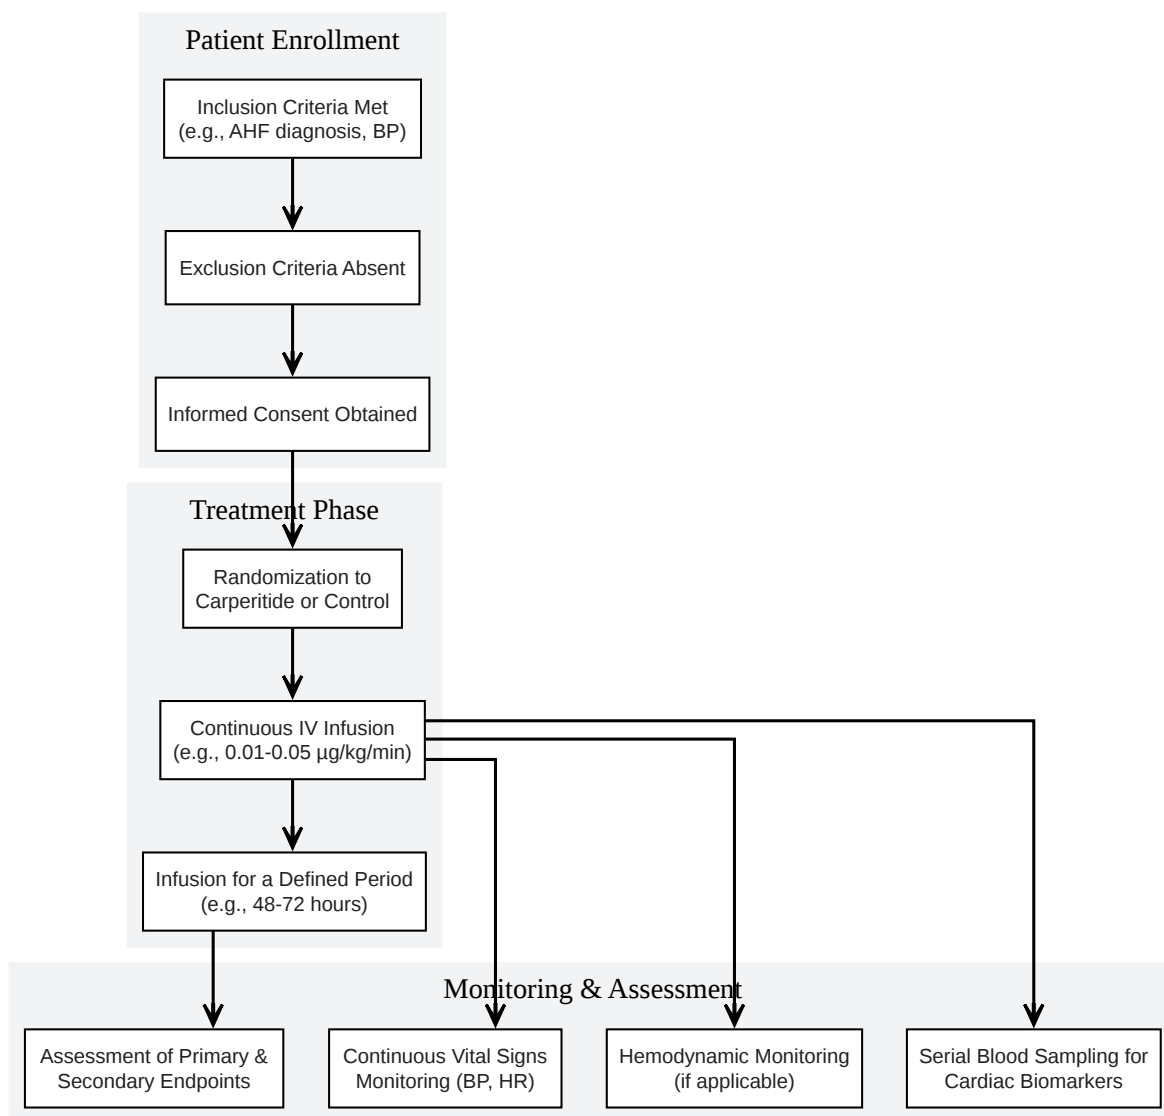 Patient Enrollment
Inclusion Criteria Met
(e.g., AHF diagnosis, BP)
Exclusion Criteria Absent
Informed Consent Obtained
Treatment Phase
Randomization to
Carperitide or Control
Continuous IV Infusion
(e.g., 0.01-0.05 µg/kg/min)
Infusion for a Defined Period
(e.g., 48-72 hours)
Monitoring & Assessment
Assessment of Primary &
Secondary Endpoints
Continuous Vital Signs
Monitoring (BP, HR)
Hemodynamic Monitoring
(if applicable)
Serial Blood Sampling for
Cardiac Biomarkers